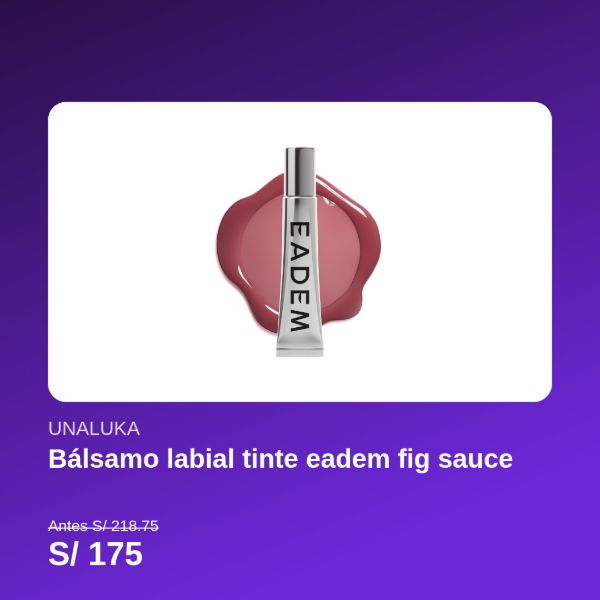 EADEM
UNALUKA
Bálsamo labial tinte eadem fig sauce
Antes S/ 218.75
S/ 175